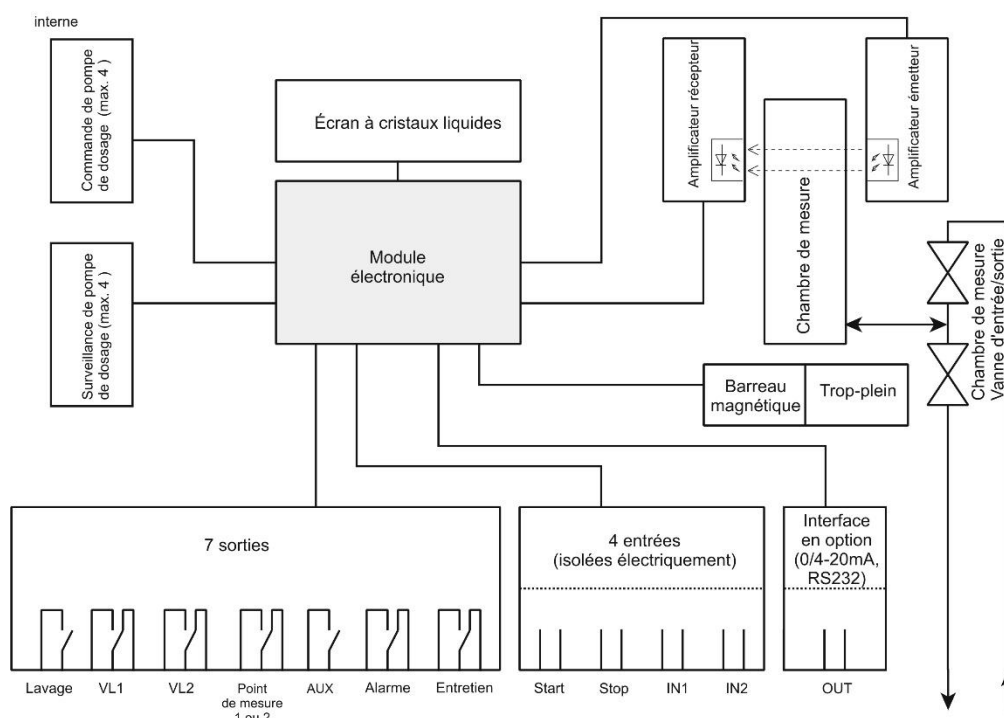 interne
Commande de pompe
de dosage (max. 4 )
Écran à cristaux liquides
Amplificateur récepteur
Amplificateur émetteur
Chambre de mesure
Module
électronique
Surveillance de pompe
de dosage (max. 4 )
Chambre de mesure
Vanne d'entrée/sortie
Barreau
magnétique
Trop-plein
7 sorties
4 entrées
(isolées électriquement)
Interface
en option
(0/4-20mA,
RS232)
Lavage
VL1
VL2
Point
de mesure
1 ou 2
AUX
Alarme
Entretien
Start
Stop
IN1
IN2
OUT